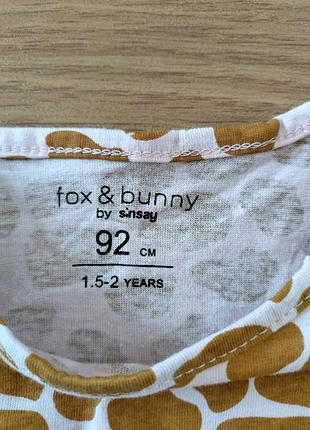 fox & bunny
by sinsay
92 CM
1.5-2 YEARS